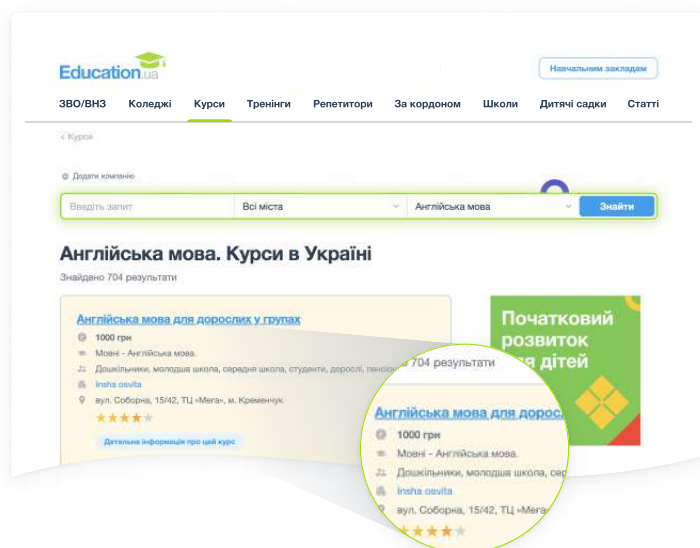 Education.ua
Навчальним закладам
ЗВО/ВНЗ Коледжі Курси Тренінги Репетитори За кордоном Школи Дитячі садки Статті
< Курси
Додати компанію
Введіть запит Всі міста Англійська мова Знайти
Англійська мова. Курси в Україні
Знайдено 704 результати
Англійська мова для дорослих у групах
1000 грн
Мовні - Англійська мова.
Дошкільники, молодша школа, середня школа, студенти, дорослі,
Insha osvita
вул. Соборна, 15/42, ТЦ «Мега», м. Кременчук
Детальна інформація про цей курс
Початковий
розвиток
дітей
704 результати
Англійська мова для дорос
1000 грн
Мовні - Англійська мова.
Дошкільники, молодша школа, сер
Insha osvita
вул. Соборна, 15/42, ТЦ «Мега»